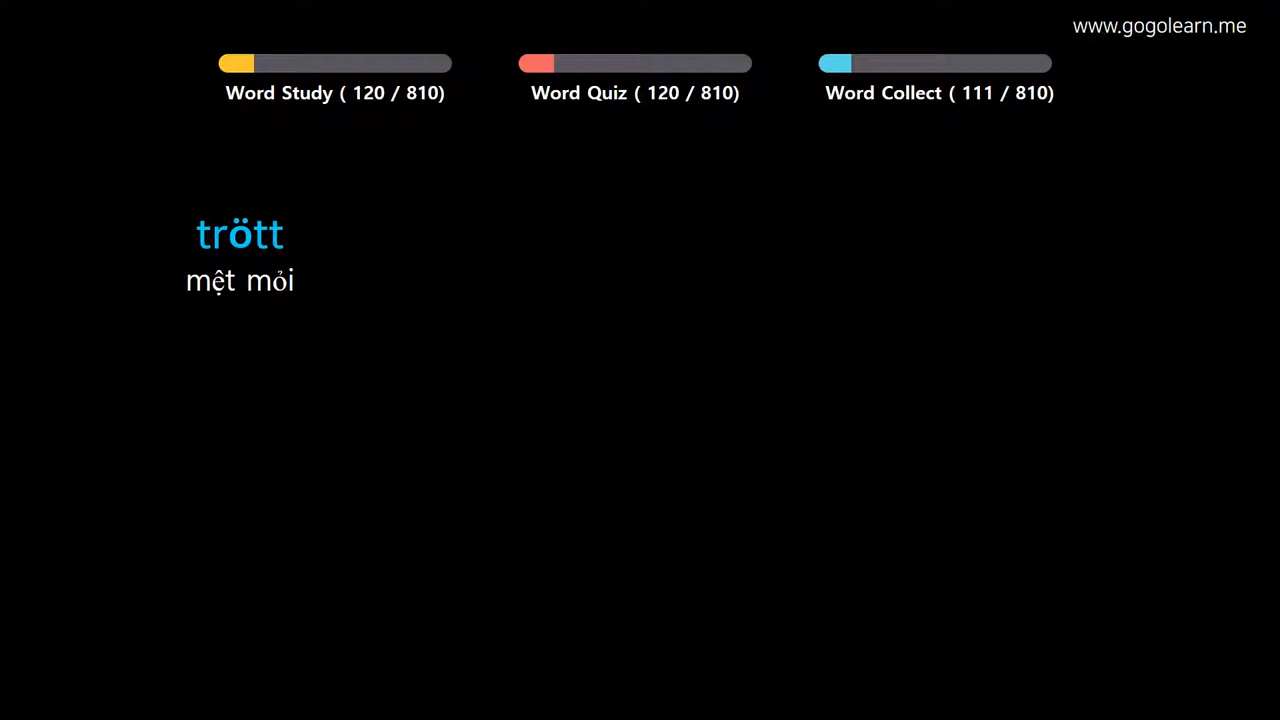 www.gogolearn.me
Word Study ( 120 / 810)
Word Quiz ( 120 / 810)
Word Collect ( 111 / 810)
trött
mệt mỏi